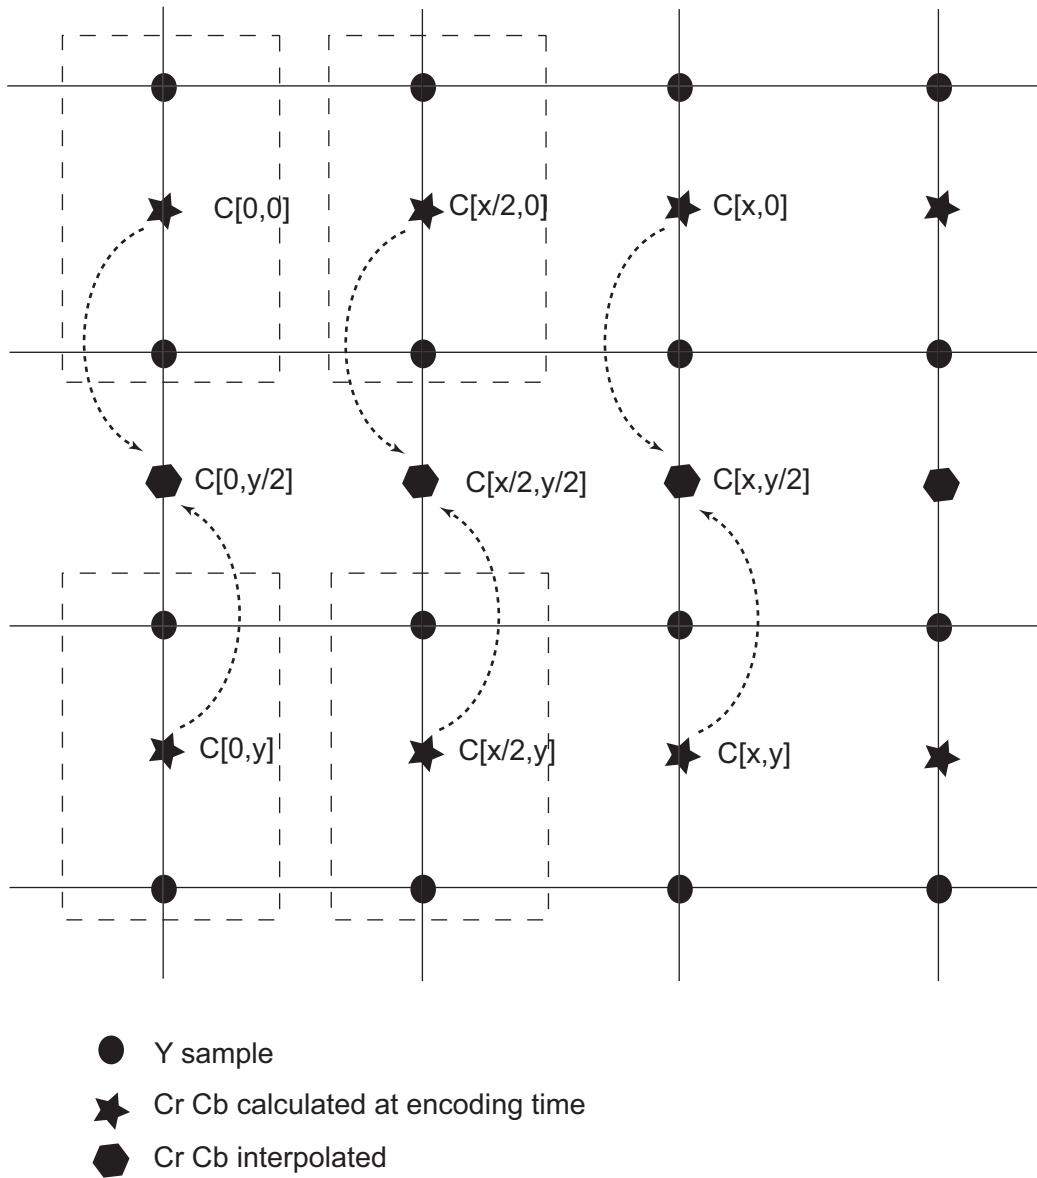 C[0,0]
C[x/2,0]
C[x,0]
C[0,y/2]
C[x/2,y/2]
C[x,y/2]
C[0,y]
C[x/2,y]
C[x,y]
Y sample
Cr Cb calculated at encoding time
Cr Cb interpolated